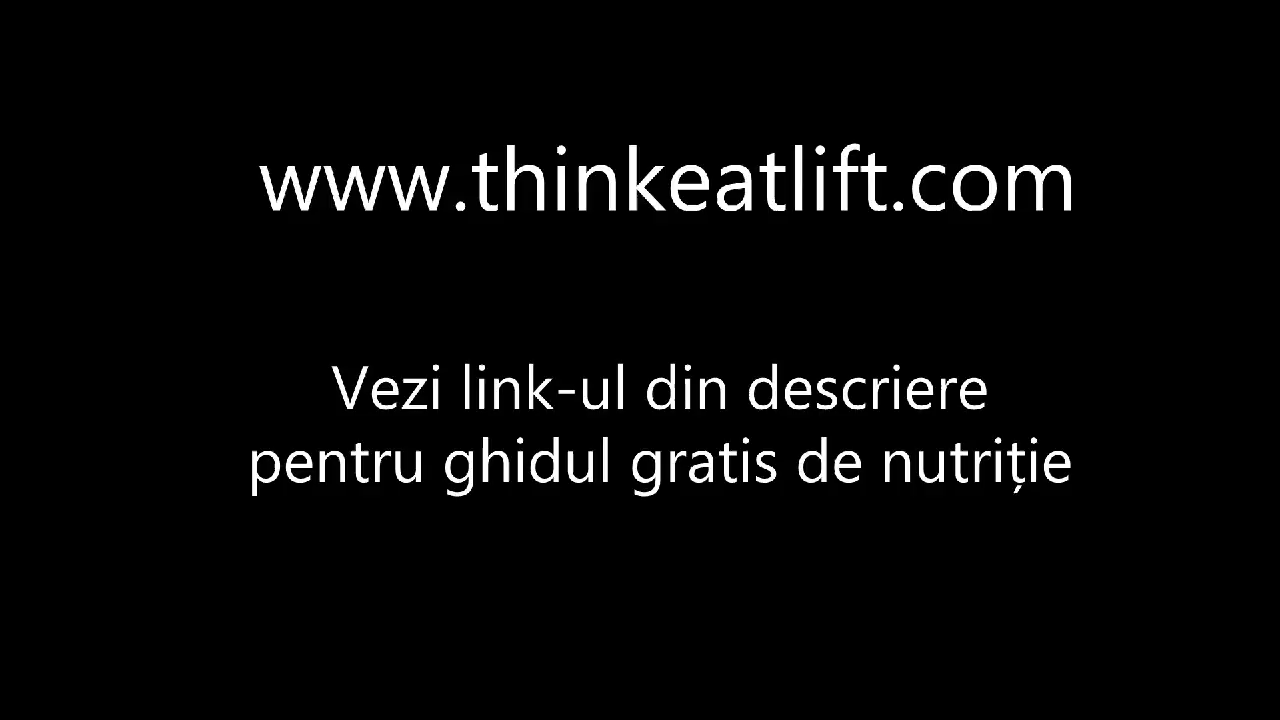 www.thinkeatlift.com
Vezi link-ul din descriere
pentru ghidul gratis de nutriție